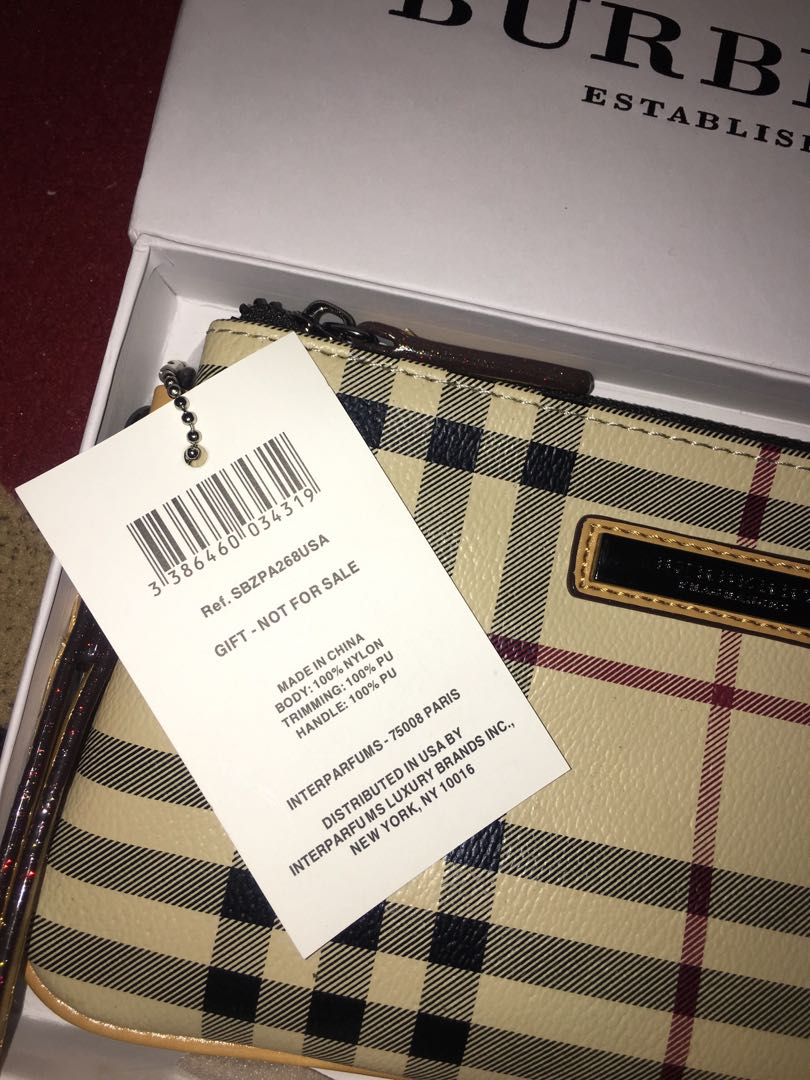 BURB
ESTABLIS
3 386460 034319
Ref. SBZPA268USA
GIFT - NOT FOR SALE
MADE IN CHINA
BODY: 100% NYLON
TRIMMING: 100% PU
HANDLE: 100% PU
INTERPARFUMS - 75008 PARIS
DISTRIBUTED IN USA BY
INTERPARFUMS LUXURY BRANDS INC.,
NEW YORK, NY 10016